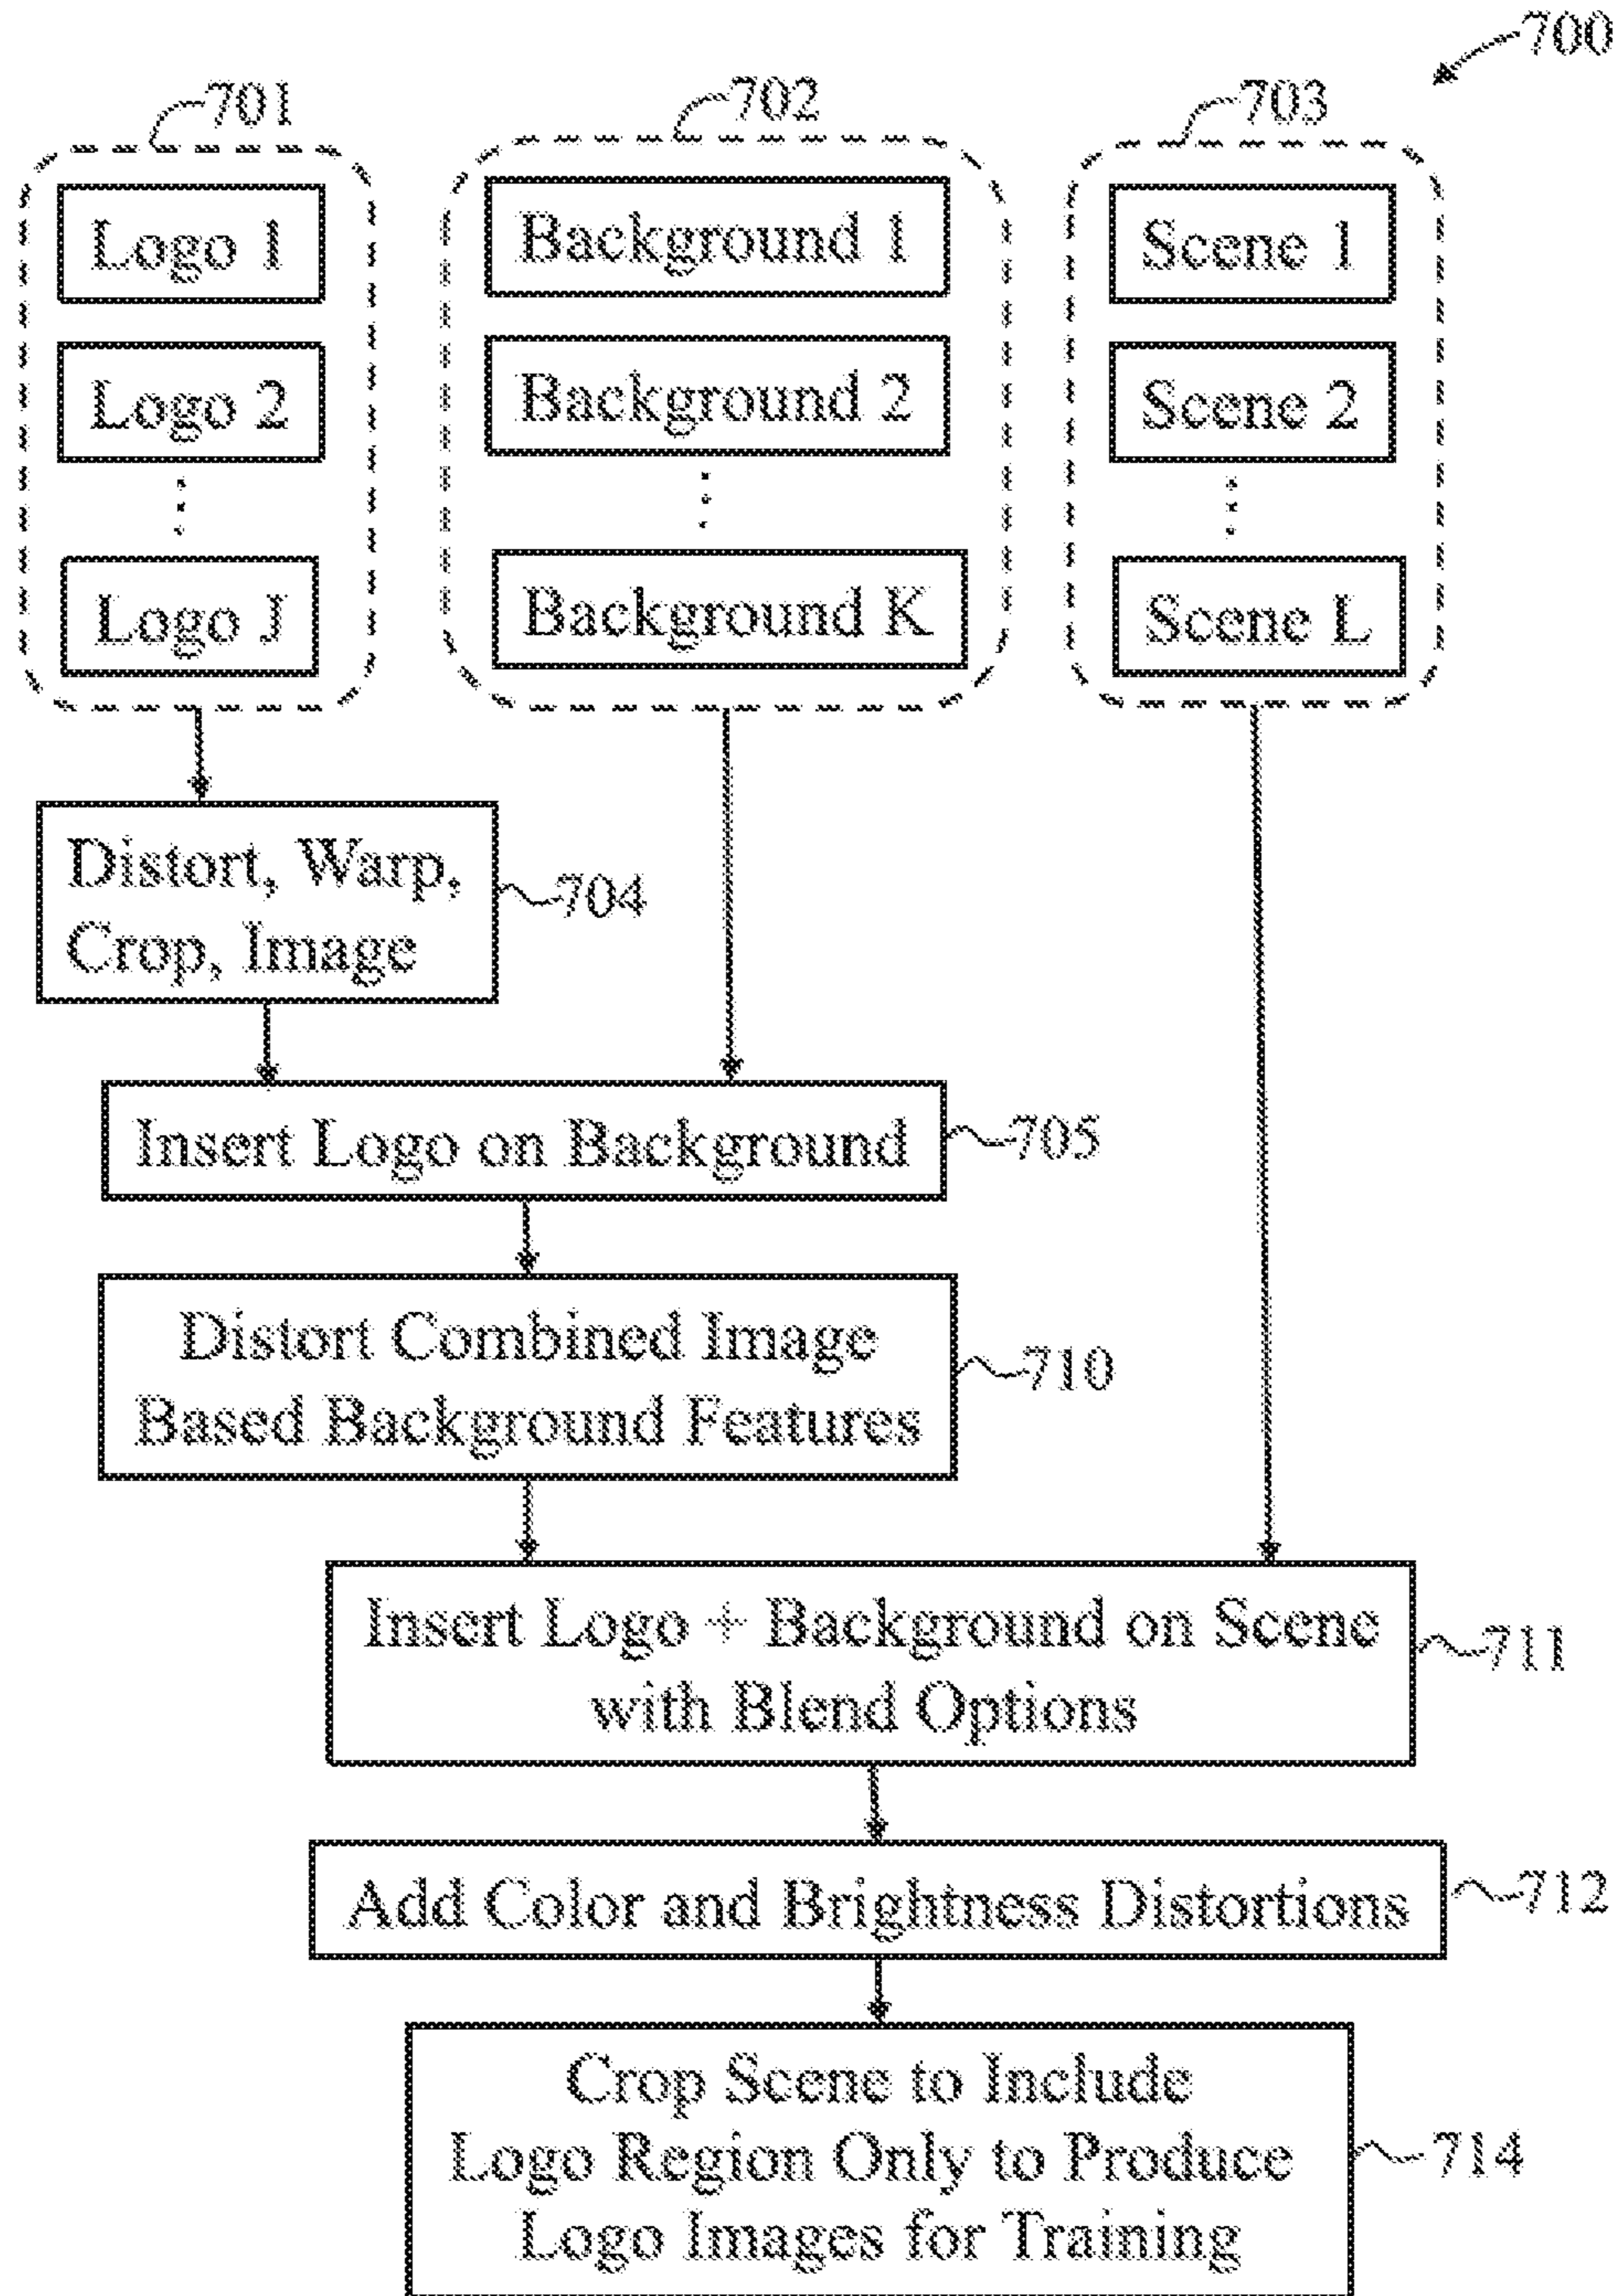 700
701
702
703
Logo 1
Background 1
Scene 1
Logo 2
Background 2
Scene 2
Logo J
Background K
Scene L
Distort, Warp,
Crop, Image
704
Insert Logo on Background
705
Distort Combined Image
Based Background Features
710
Insert Logo + Background on Scene
with Blend Options
711
Add Color and Brightness Distortions
712
Crop Scene to Include
Logo Region Only to Produce
Logo Images for Training
714